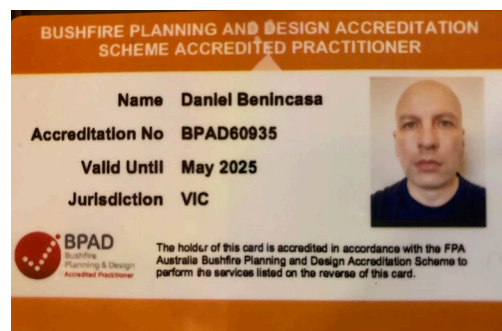 BUSHFIRE PLANNING AND DESIGN ACCREDITATION
SCHEME ACCREDITED PRACTITIONER
Name Daniel Benincasa
Accreditation No BPAD60935
Valid Until May 2025
Jurisdiction VIC
BPAD
Bushfire
Planning & Design
Accredited Practitioner
The holder of this card is accredited in accordance with the FPA
Australia Bushfire Planning and Design Accreditation Scheme to
perform the services listed on the reverse of this card.